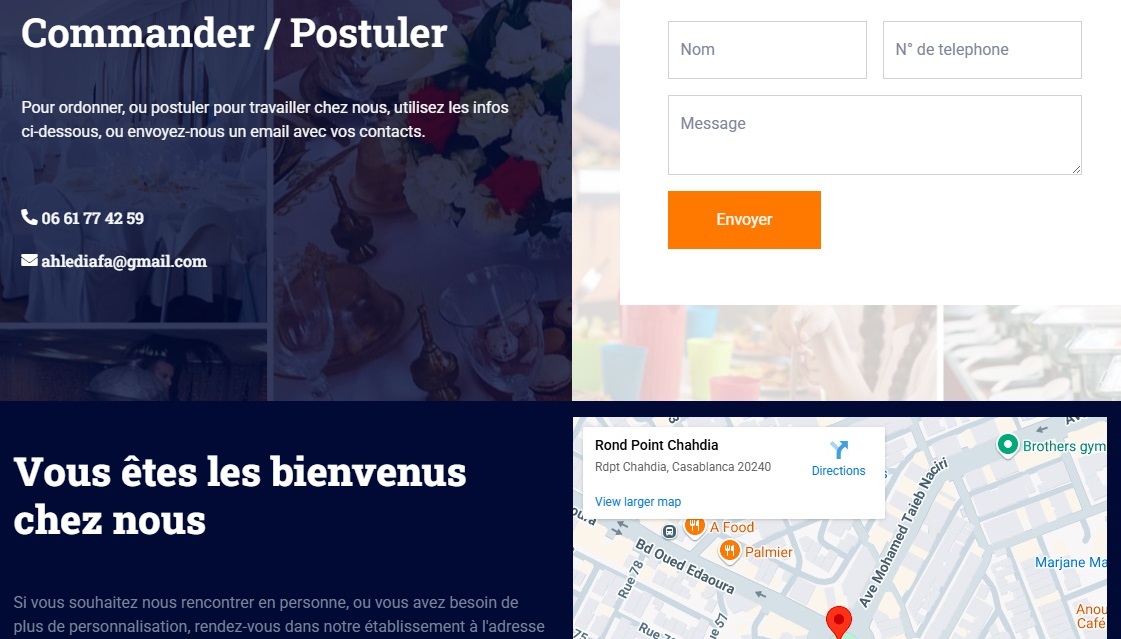 Commander / Postuler
Pour ordonner, ou postuler pour travailler chez nous, utilisez les infos
ci-dessous, ou envoyez-nous un email avec vos contacts.
06 61 77 42 59
ahlediafa@gmail.com
Nom
N° de telephone
Message
Envoyer
Vous êtes les bienvenus
chez nous
Si vous souhaitez nous rencontrer en personne, ou vous avez besoin de
plus de personnalisation, rendez-vous dans notre établissement à l'adresse
Rond Point Chahdia
Rdpt Chahdia, Casablanca 20240
Directions
View larger map
Brothers gym
Ave Mohamed Taieb Naciri
A Food
Palmier
Bd Oued Edaoura
Rue 78
Marjane Ma
Anou
Café